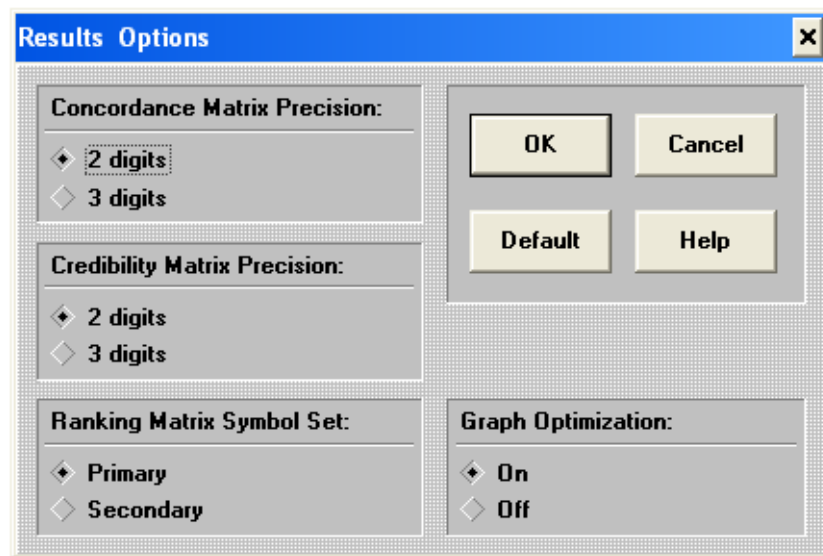 Results Options
Concordance Matrix Precision:
2 digits
3 digits
OK
Cancel
Default
Help
Credibility Matrix Precision:
2 digits
3 digits
Ranking Matrix Symbol Set:
Primary
Secondary
Graph Optimization:
On
Off